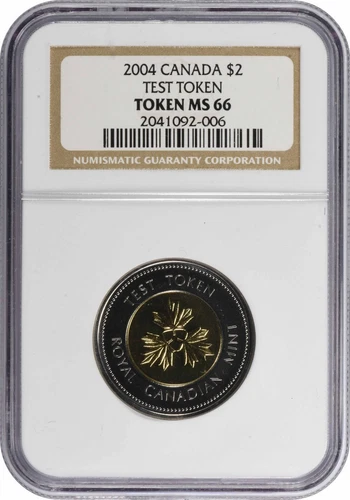 2004 CANADA $2
TEST TOKEN
TOKEN MS 66
2041092-006
NUMISMATIC GUARANTY CORPORATION
TEST TOKEN
ROYAL CANADIAN MINT